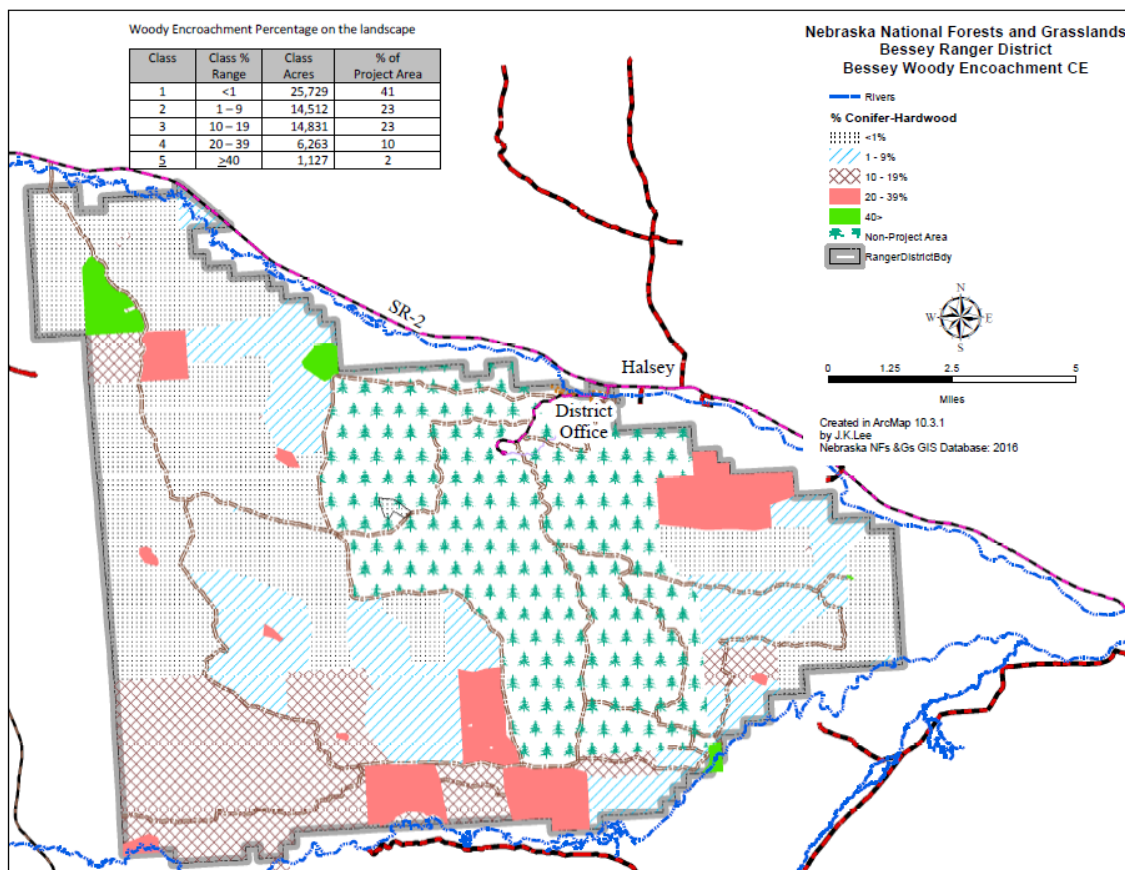 Woody Encroachment Percentage on the landscape
Class Class % Range Class Acres % of Project Area
1 <1 25,729 41
2 1 – 9 14,512 23
3 10 – 19 14,831 23
4 20 – 39 6,263 10
5 >40 1,127 2
Nebraska National Forests and Grasslands
Bessey Ranger District
Bessey Woody Encoachment CE
Rivers
% Conifer-Hardwood
<1%
1 - 9%
10 - 19%
20 - 39%
40>
Non-Project Area
RangerDistrictBdy
N
W E
S
0 1.25 2.5 5
Miles
Created in ArcMap 10.3.1
by J.K.Lee
Nebraska NFs &Gs GIS Database: 2016
SR-2
Halsey
District
Office